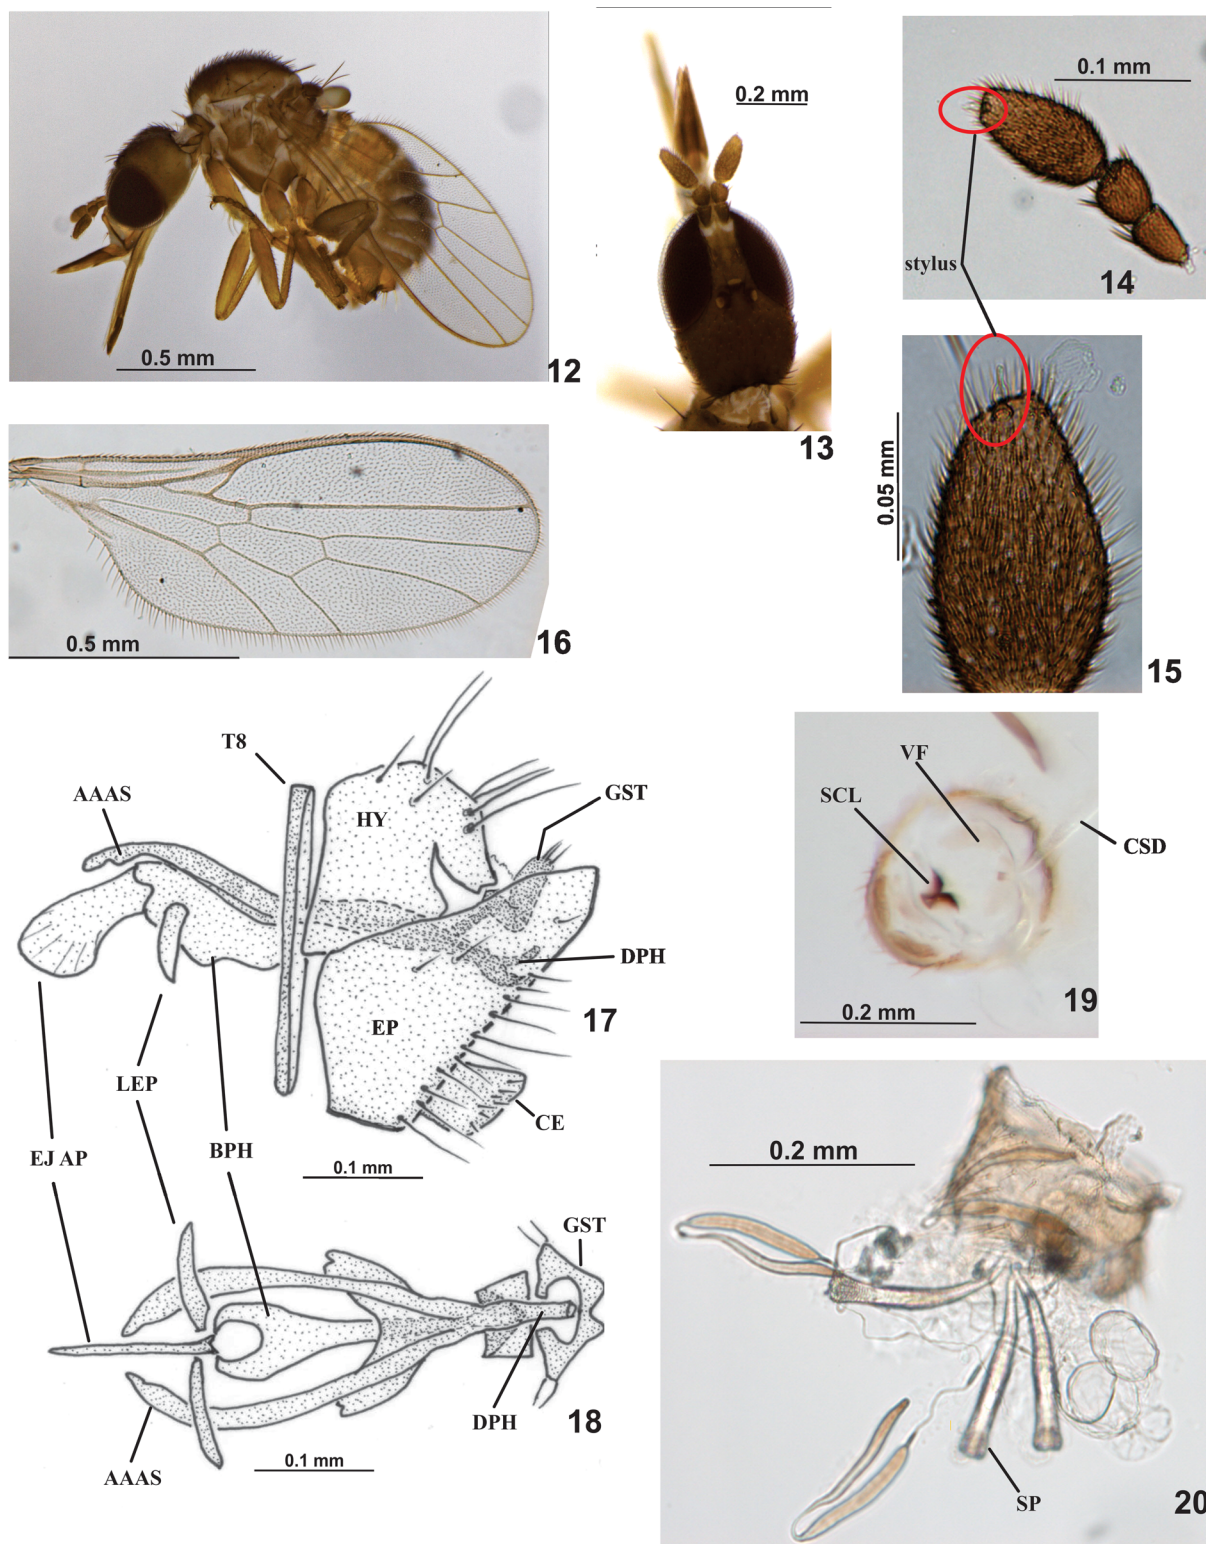 0.5 mm
12
0.2 mm
13
0.1 mm
stylus
14
0.05 mm
15
0.5 mm
16
T8
AAAS
HY
GST
DPH
EP
17
LEP
CE
EJ AP
BPH
0.1 mm
GST
DPH
18
AAAS
0.1 mm
VF
SCL
CSD
19
0.2 mm
0.2 mm
SP
20